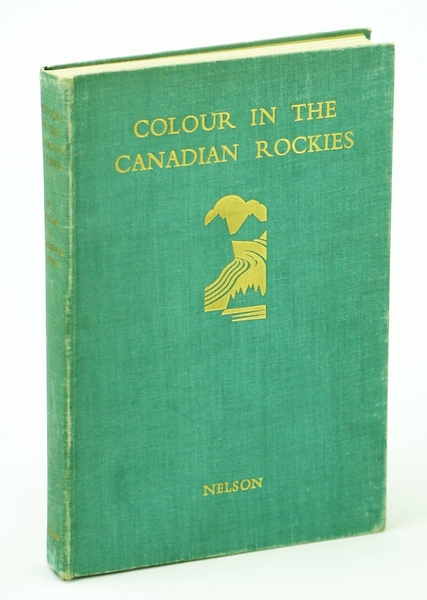 COLOUR IN THE
CANADIAN ROCKIES
NELSON